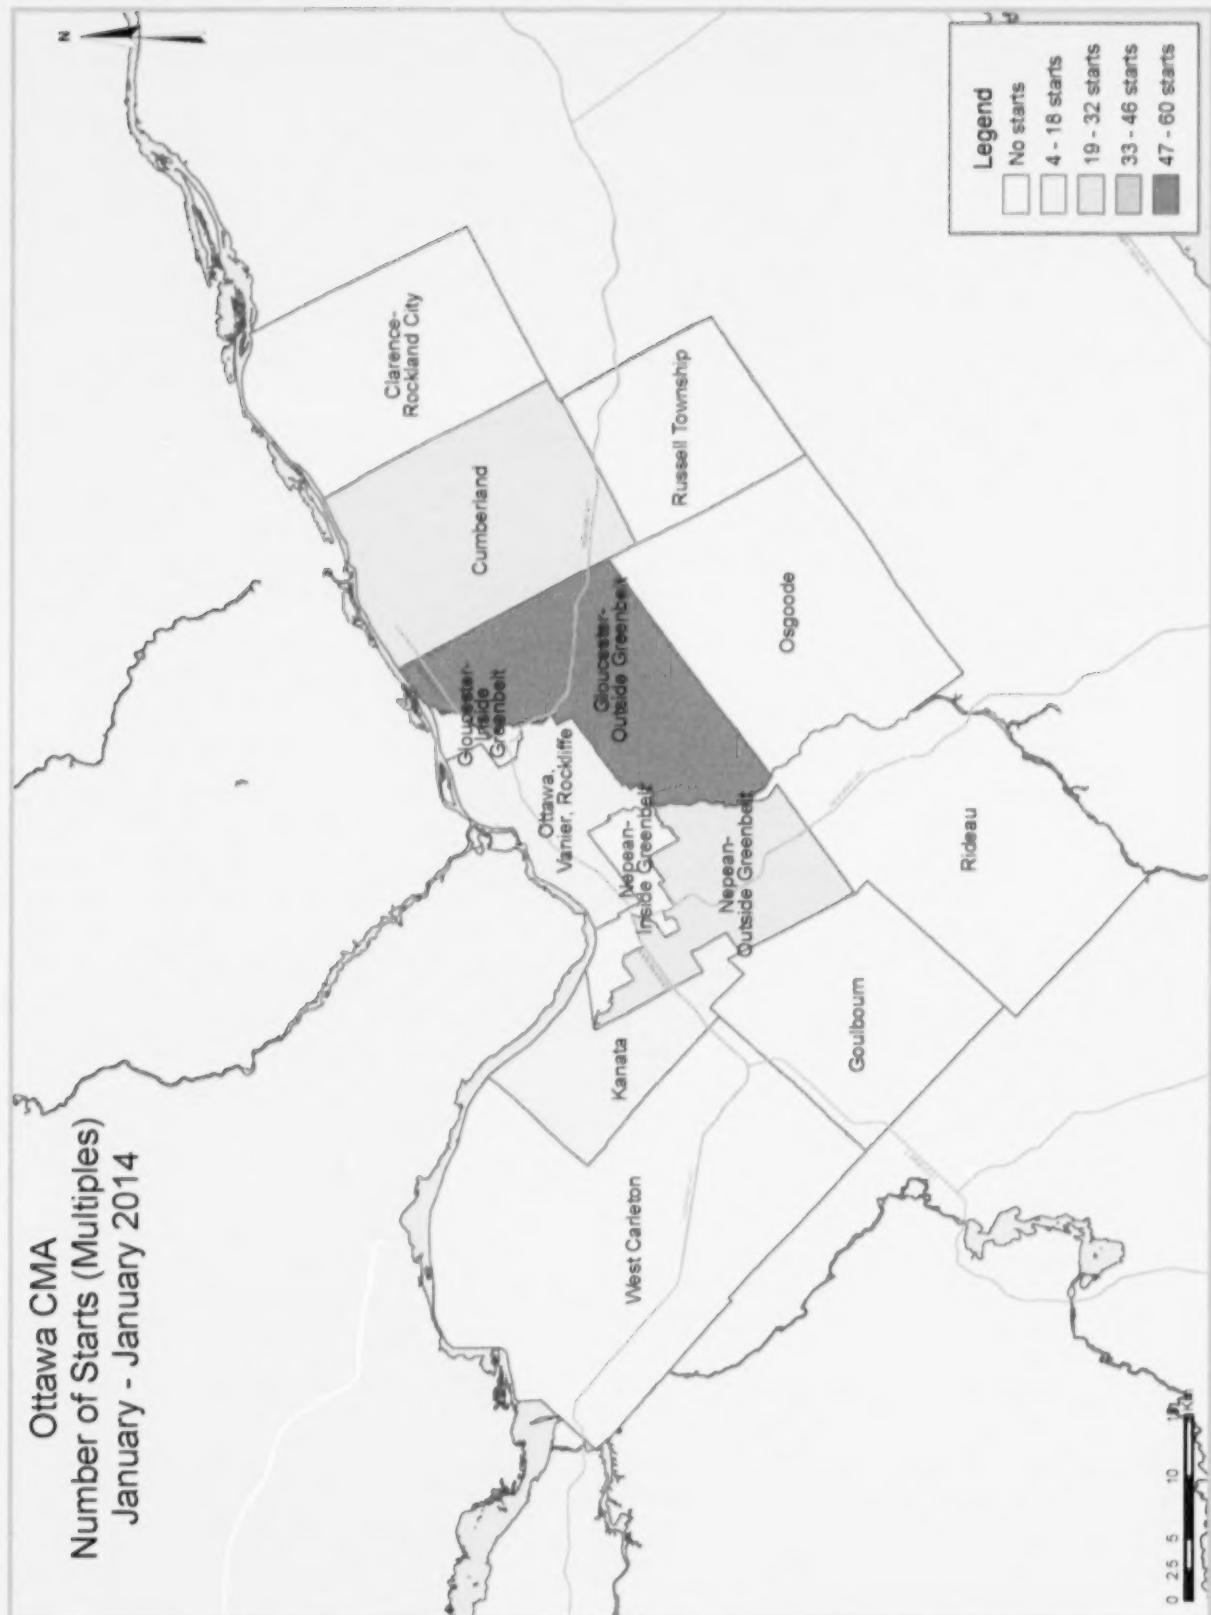 Ottawa CMA
Number of Starts (Multiples)
January - January 2014
N
Clarence-
Rockland City
Cumberland
Russell Township
Gloucester-
Inside
Greenbelt
Gloucester-
Outside Greenbelt
Osgoode
Ottawa,
Vanier, Rockliffe
Nepean-
Inside Greenbelt
Nepean-
Outside Greenbelt
Rideau
Kanata
Goulbourn
West Carleton
Legend
No starts
4 - 18 starts
19 - 32 starts
33 - 46 starts
47 - 60 starts
0 2.5 5 10
Km